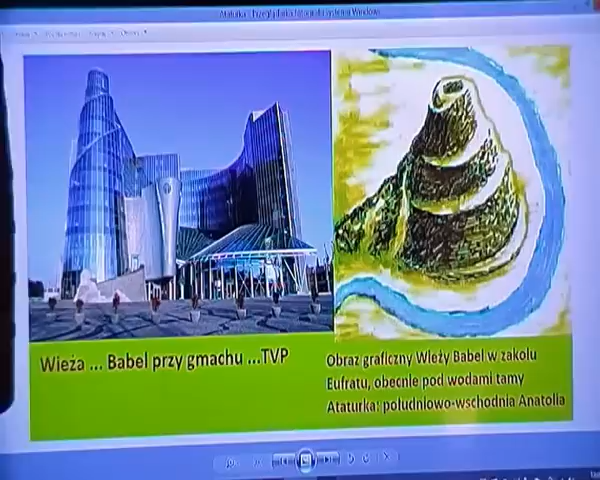 Wieża ... Babel przy gmachu ...TVP
Obraz graficzny Wieży Babel w zakolu
Eufratu, obecnie pod wodami tamy
Ataturka: południowo-wschodnia Anatolia